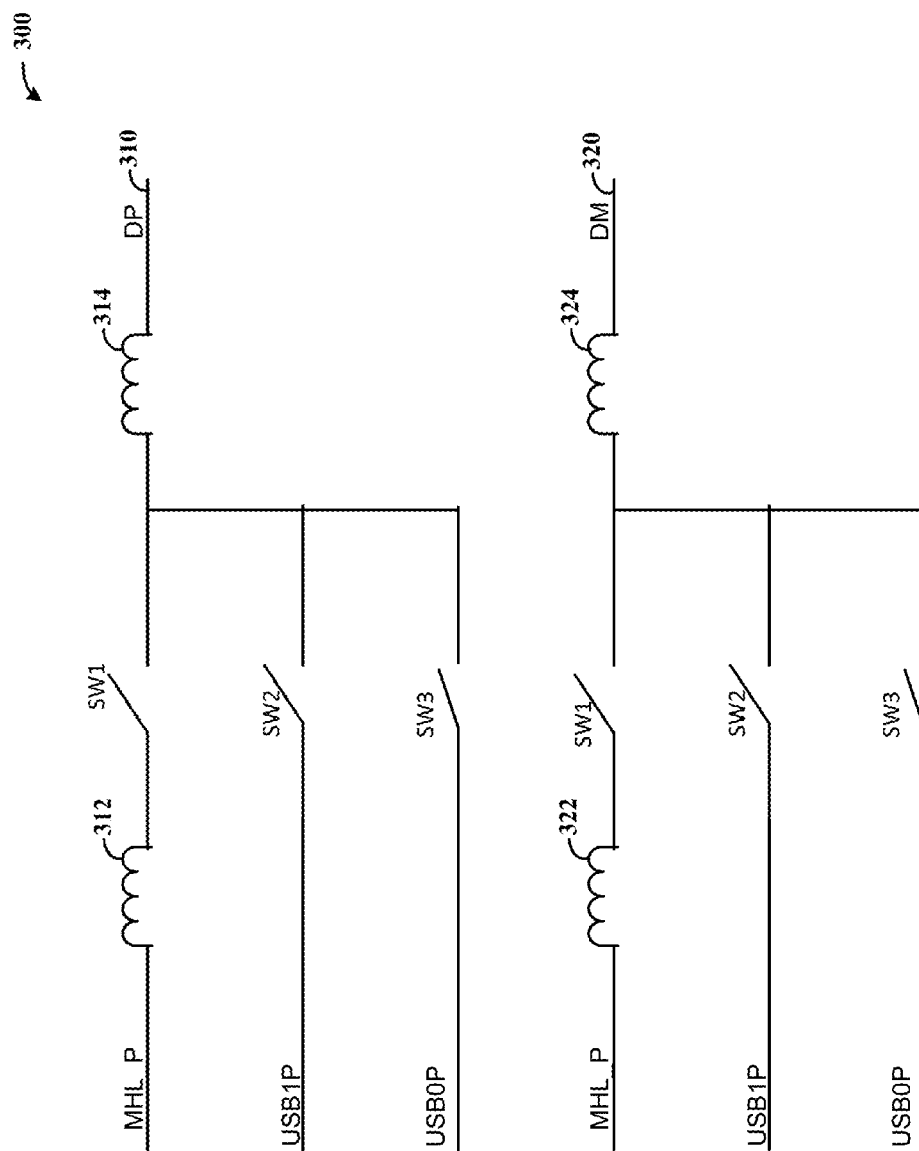 300
MHL_P
312
SW1
314
DP
310
USB1P
SW2
USB0P
SW3
MHL_P
322
SW1
324
DM
320
USB1P
SW2
USB0P
SW3